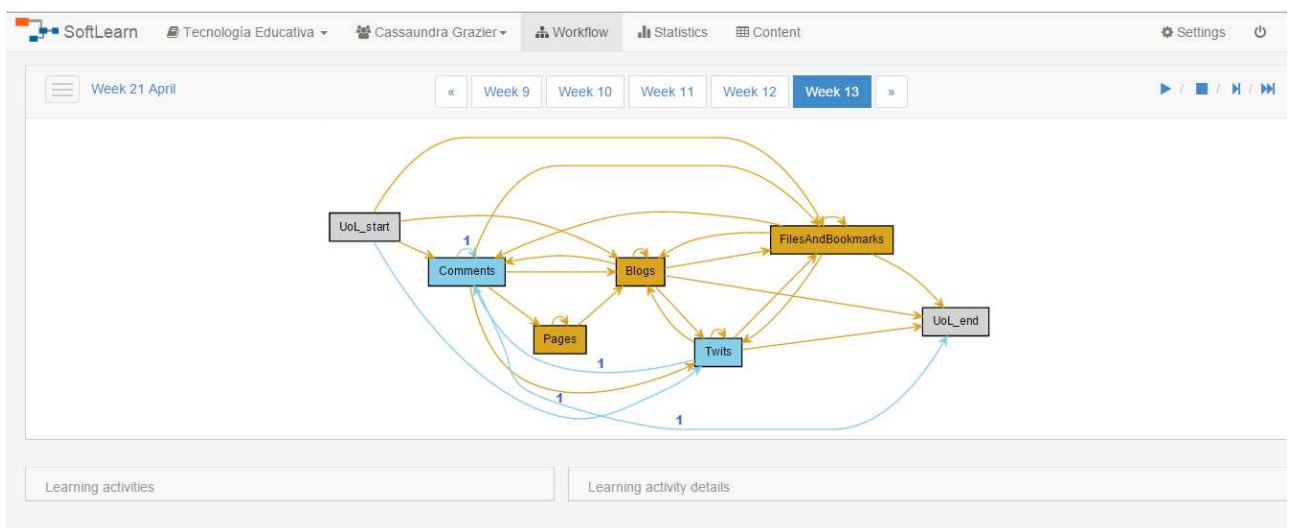 SoftLearn Tecnología Educativa Cassaundra Grazier Workflow Statistics Content Settings
Week 21 April « Week 9 Week 10 Week 11 Week 12 Week 13 » / / /
UoL_start
1
FilesAndBookmarks
Comments
Blogs
UoL_end
Pages
Twits
1
1
1
Learning activities Learning activity details